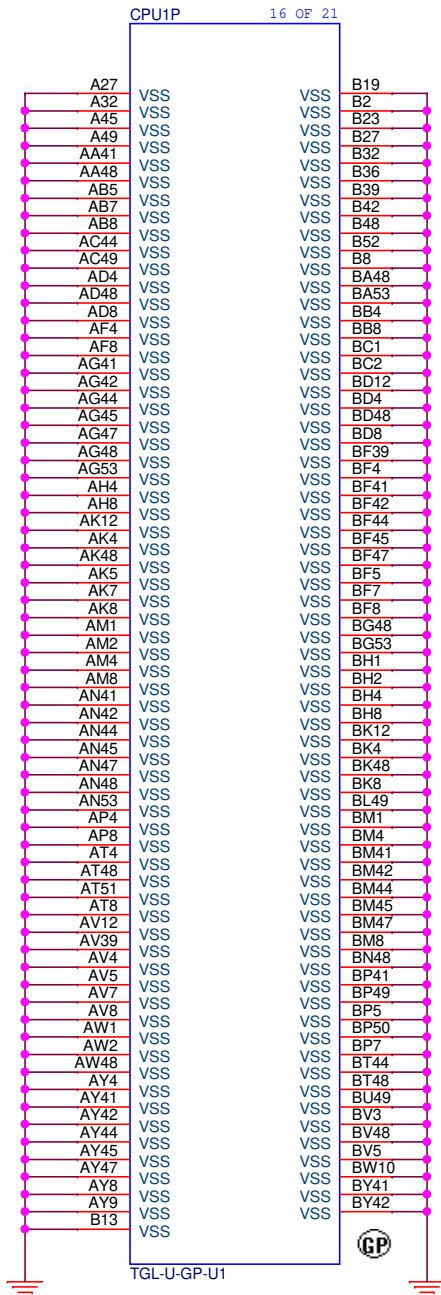 CPU1P 16 OF 21
A27 VSS VSS B19
A32 VSS VSS B2
A45 VSS VSS B23
A49 VSS VSS B27
AA41 VSS VSS B32
AA48 VSS VSS B36
AB5 VSS VSS B39
AB7 VSS VSS B42
AB8 VSS VSS B48
AC44 VSS VSS B52
AC49 VSS VSS B8
AD4 VSS VSS BA48
AD48 VSS VSS BA53
AD8 VSS VSS BB4
AF4 VSS VSS BB8
AF8 VSS VSS BC1
AG41 VSS VSS BC2
AG42 VSS VSS BD12
AG44 VSS VSS BD4
AG45 VSS VSS BD48
AG47 VSS VSS BD8
AG48 VSS VSS BF39
AG53 VSS VSS BF4
AH4 VSS VSS BF41
AH8 VSS VSS BF42
AK12 VSS VSS BF44
AK4 VSS VSS BF45
AK48 VSS VSS BF47
AK5 VSS VSS BF5
AK7 VSS VSS BF7
AK8 VSS VSS BF8
AM1 VSS VSS BG48
AM2 VSS VSS BG53
AM4 VSS VSS BH1
AM8 VSS VSS BH2
AN41 VSS VSS BH4
AN42 VSS VSS BH8
AN44 VSS VSS BK12
AN45 VSS VSS BK4
AN47 VSS VSS BK48
AN48 VSS VSS BK8
AN53 VSS VSS BL49
AP4 VSS VSS BM1
AP8 VSS VSS BM4
AT4 VSS VSS BM41
AT48 VSS VSS BM42
AT51 VSS VSS BM44
AT8 VSS VSS BM45
AV12 VSS VSS BM47
AV39 VSS VSS BM8
AV4 VSS VSS BN48
AV5 VSS VSS BP41
AV7 VSS VSS BP49
AV8 VSS VSS BP5
AW1 VSS VSS BP50
AW2 VSS VSS BP7
AW48 VSS VSS BT44
AY4 VSS VSS BT48
AY41 VSS VSS BU49
AY42 VSS VSS BV3
AY44 VSS VSS BV48
AY45 VSS VSS BV5
AY47 VSS VSS BW10
AY8 VSS VSS BY41
AY9 VSS VSS BY42
B13 VSS
GP
TGL-U-GP-U1